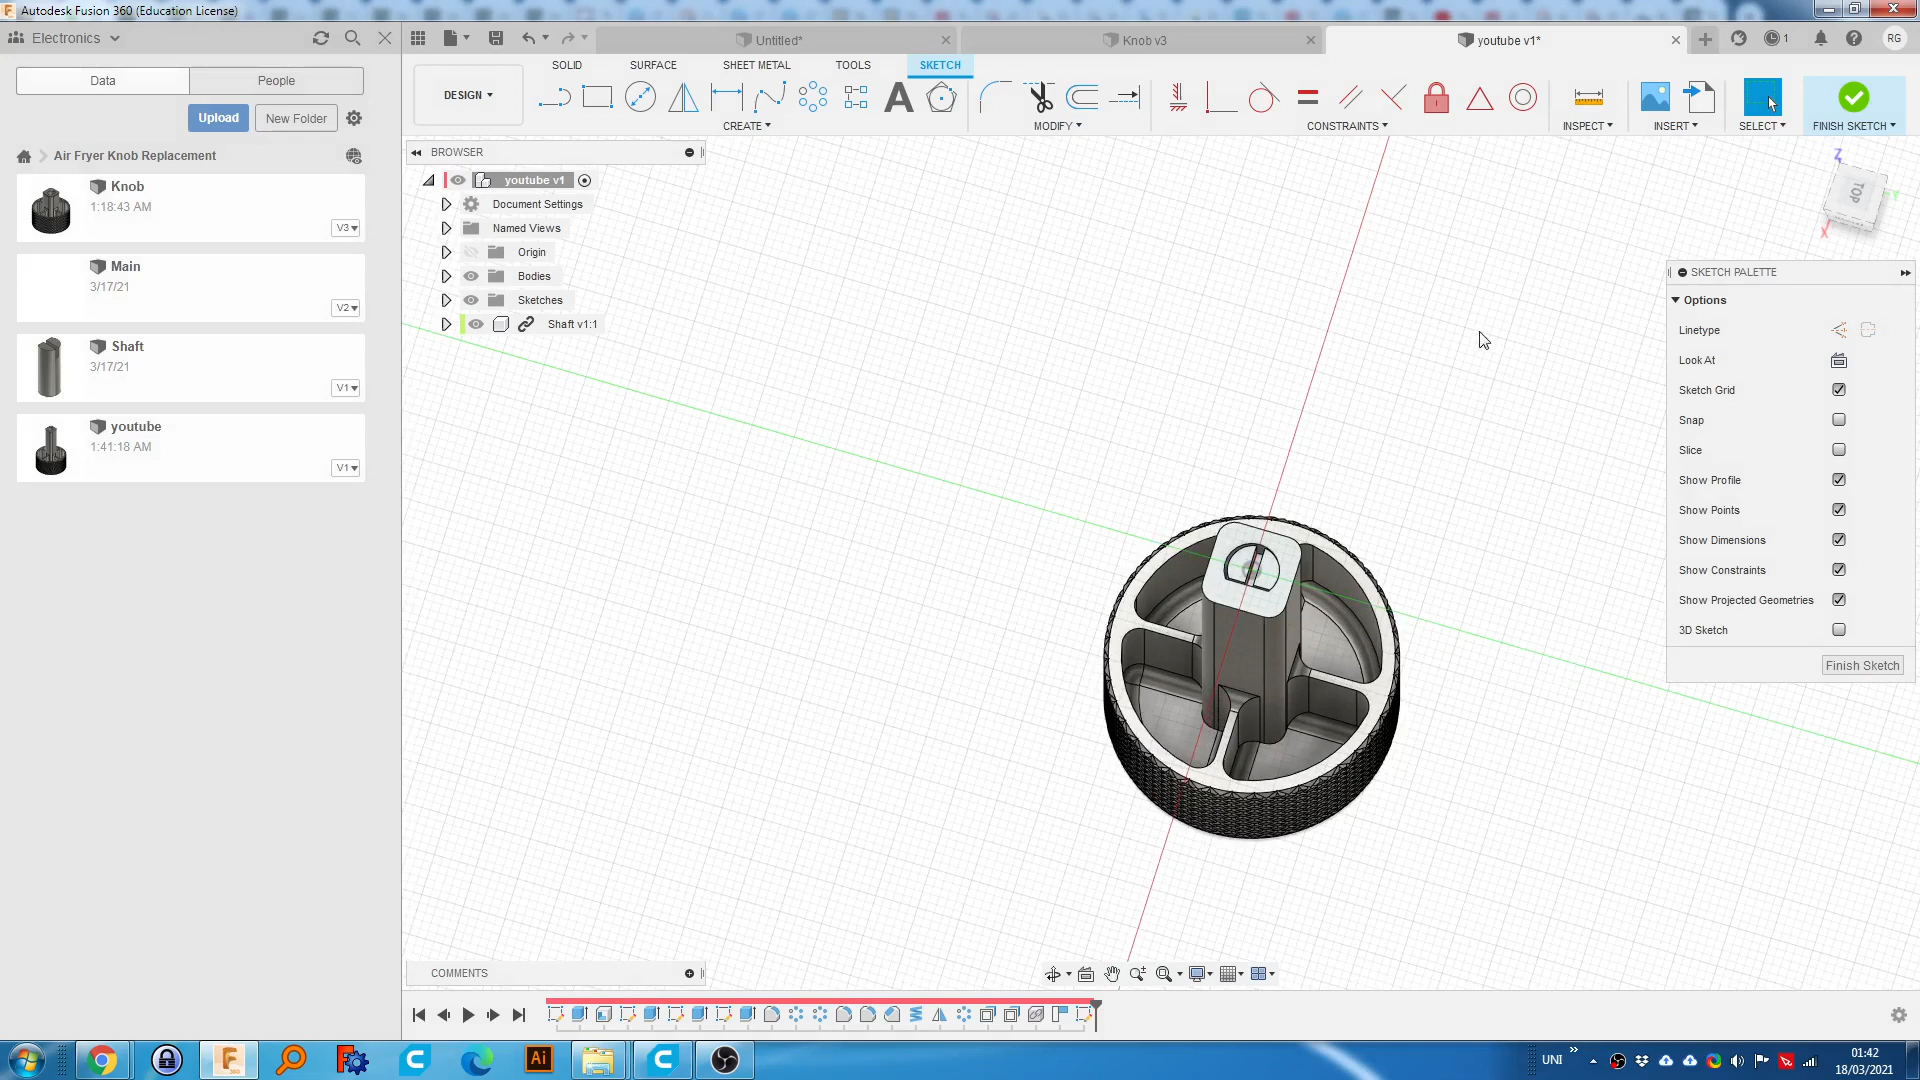 Autodesk Fusion 360 (Education License)
Electronics
Untitled*
Knob v3
youtube v1*
1
RG
Data
People
Upload
New Folder
Air Fryer Knob Replacement
Knob
1:18:43 AM
V3
Main
3/17/21
V2
Shaft
3/17/21
V1
youtube
1:41:18 AM
V1
DESIGN
SOLID
SURFACE
SHEET METAL
TOOLS
SKETCH
CREATE
MODIFY
CONSTRAINTS
INSPECT
INSERT
SELECT
FINISH SKETCH
BROWSER
youtube v1
Document Settings
Named Views
Origin
Bodies
Sketches
Shaft v1:1
Z
TOP
Y
X
SKETCH PALETTE
Options
Linetype
Look At
Sketch Grid
Snap
Slice
Show Profile
Show Points
Show Dimensions
Show Constraints
Show Projected Geometries
3D Sketch
Finish Sketch
COMMENTS
UNI
01:42
18/03/2021